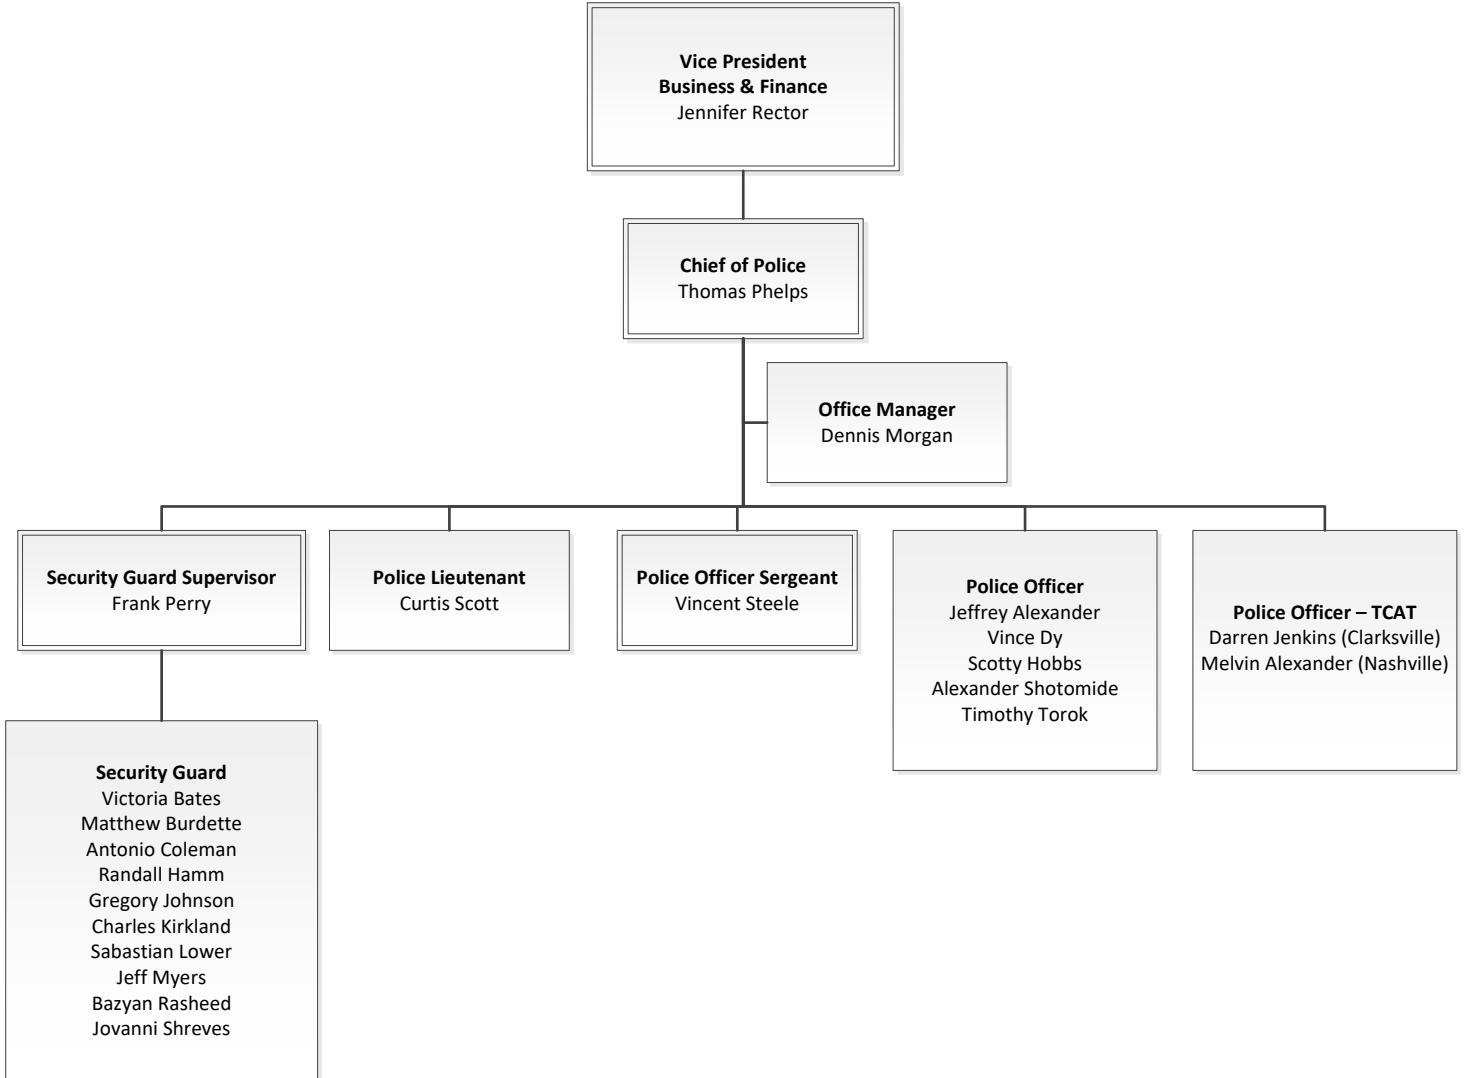 Vice President
Business & Finance
Jennifer Rector
Chief of Police
Thomas Phelps
Office Manager
Dennis Morgan
Security Guard Supervisor
Frank Perry
Police Lieutenant
Curtis Scott
Police Officer Sergeant
Vincent Steele
Police Officer
Jeffrey Alexander
Vince Dy
Scotty Hobbs
Alexander Shotomide
Timothy Torok
Police Officer – TCAT
Darren Jenkins (Clarksville)
Melvin Alexander (Nashville)
Security Guard
Victoria Bates
Matthew Burdette
Antonio Coleman
Randall Hamm
Gregory Johnson
Charles Kirkland
Sabastian Lower
Jeff Myers
Bazyan Rasheed
Jovanni Shreves